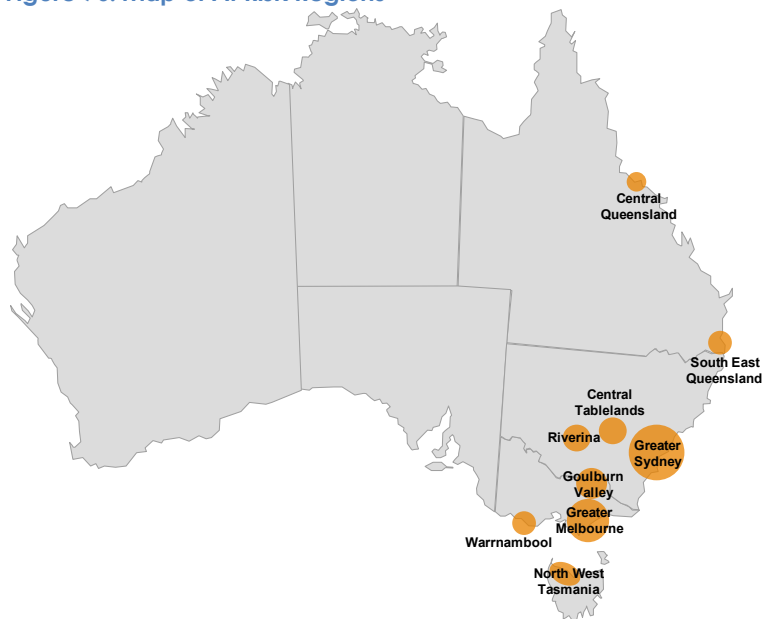 Central
Queensland
South East
Queensland
Central
Tablelands
Riverina
Greater
Sydney
Goulburn
Valley
Greater
Melbourne
Warrnambool
North West
Tasmania